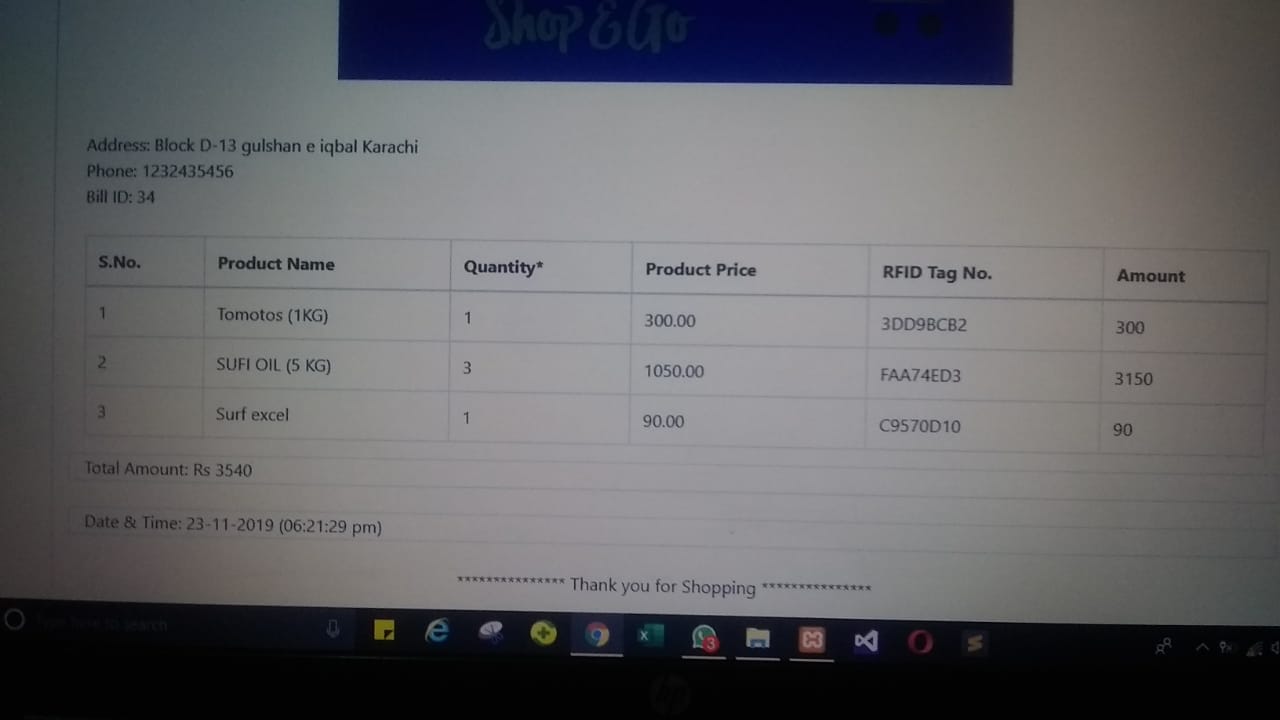 Shop & Go
Address: Block D-13 gulshan e iqbal Karachi
Phone: 1232435456
Bill ID: 34
S.No. Product Name Quantity* Product Price RFID Tag No. Amount
1 Tomotos (1KG) 1 300.00 3DD9BCB2 300
2 SUFI OIL (5 KG) 3 1050.00 FAA74ED3 3150
3 Surf excel 1 90.00 C9570D10 90
Total Amount: Rs 3540
Date & Time: 23-11-2019 (06:21:29 pm)
*************** Thank you for Shopping ***************
Type here to search
3
hp